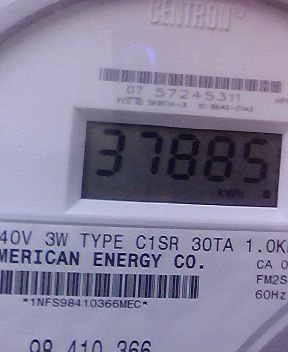 CENTRON®
07 57245311
37885
kWh
40V 3W TYPE C1SR 30TA 1.0K
MERICAN ENERGY CO.
CA 0
FM2S
60Hz
*1NFS98410366MEC*
98 410 366